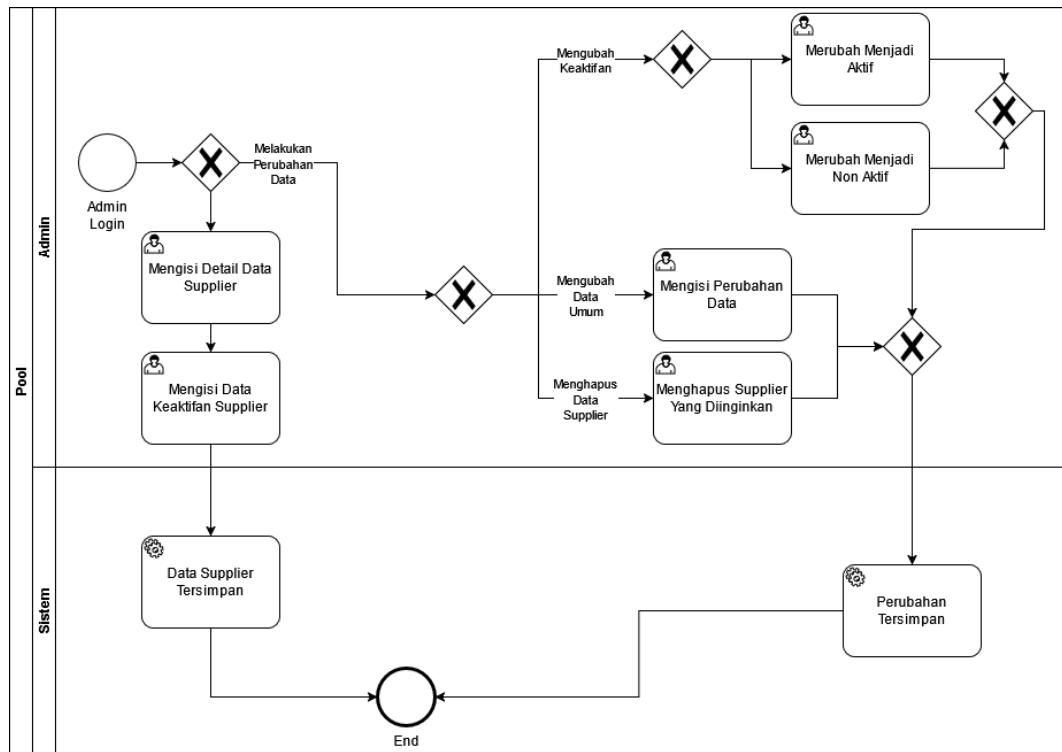 Pool
Admin
Sistem
Admin
Login
Melakukan
Perubahan
Data
Mengisi Detail Data
Supplier
Mengisi Data
Keaktifan Supplier
Mengubah
Keaktifan
Merubah Menjadi
Aktif
Merubah Menjadi
Non Aktif
Mengubah
Data
Umum
Mengisi Perubahan
Data
Menghapus
Data
Supplier
Menghapus Supplier
Yang Diinginkan
Data Supplier
Tersimpan
Perubahan
Tersimpan
End